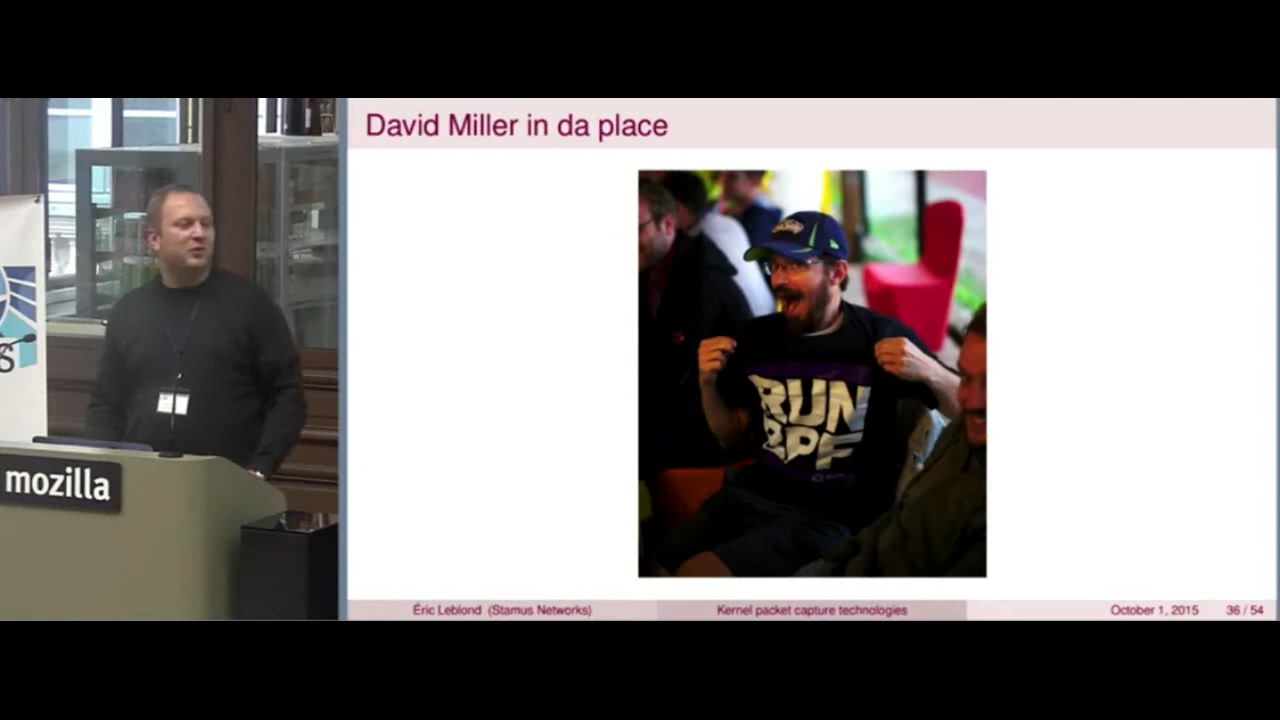 David Miller in da place
RUN
BPF
S
mozilla
Éric Leblond (Stamus Networks)
Kernel packet capture technologies
October 1, 2015
36 / 54